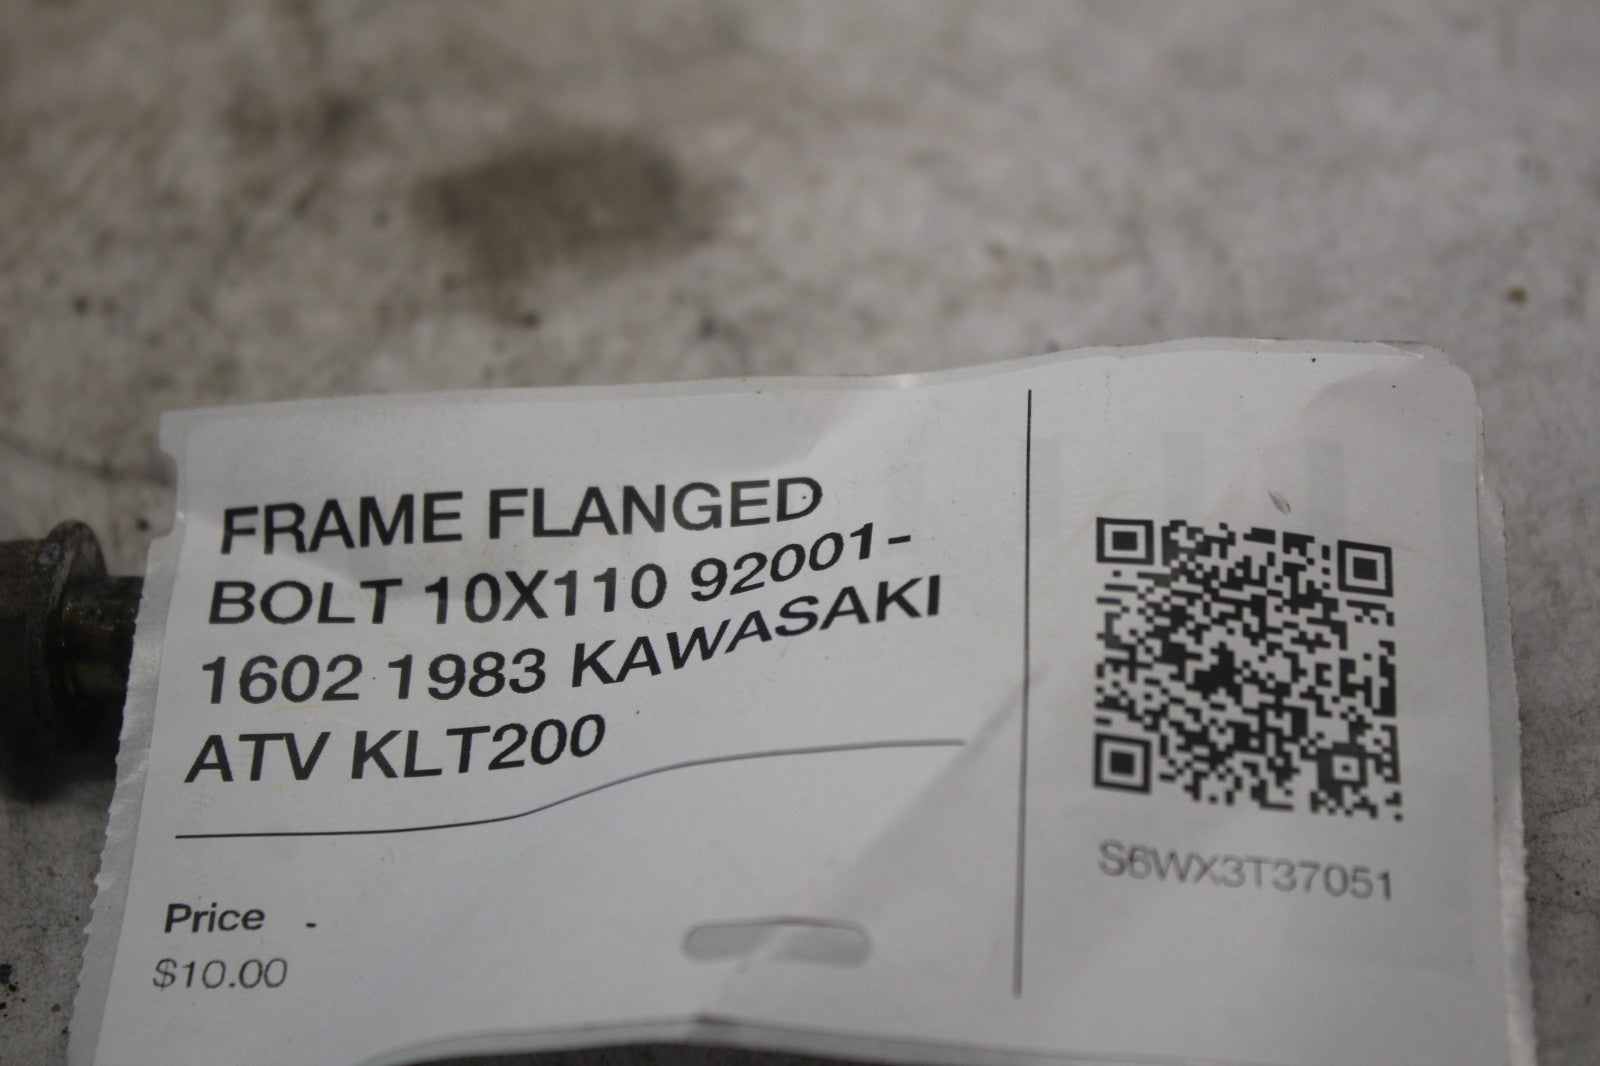 FRAME FLANGED
BOLT 10X110 92001-
1602 1983 KAWASAKI
ATV KLT200
Price -
$10.00
S6WX3T37051